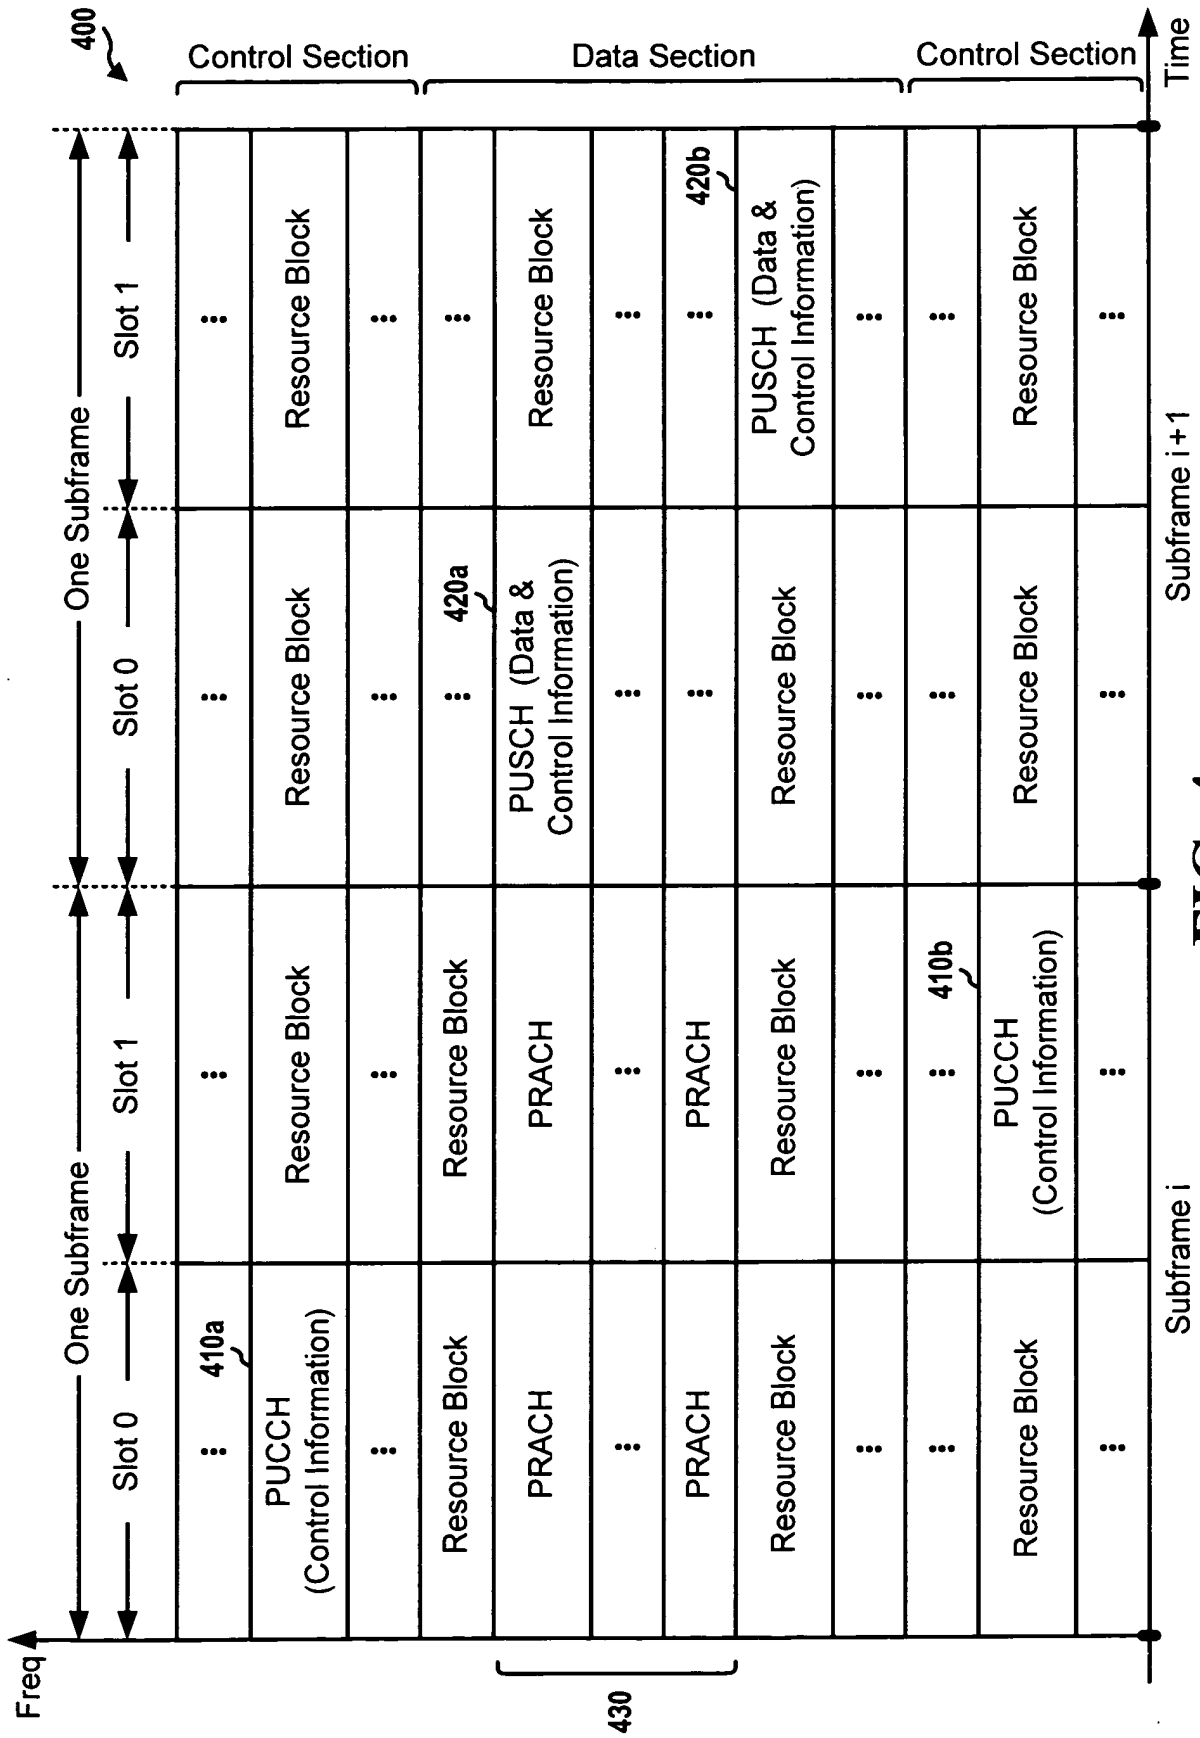 400
One Subframe
One Subframe
Slot 0
Slot 1
Slot 0
Slot 1
Freq
...
...
...
...
Control Section
410a
PUCCH
(Control Information)
Resource Block
Resource Block
Resource Block
...
...
...
...
420a
Resource Block
Resource Block
...
...
Data Section
430
PRACH
PRACH
PUSCH (Data &
Control Information)
Resource Block
...
...
...
...
420b
PRACH
PRACH
...
...
Resource Block
Resource Block
Resource Block
PUSCH (Data &
Control Information)
...
...
...
...
410b
...
...
...
...
Control Section
Resource Block
PUCCH
(Control Information)
Resource Block
Resource Block
...
...
...
...
Subframe i
Subframe i+1
Time